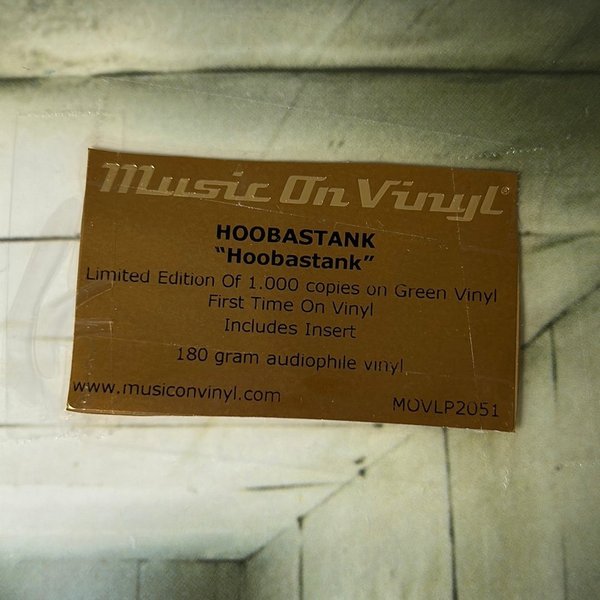 Music On Vinyl®
HOOBASTANK
“Hoobastank”
Limited Edition Of 1.000 copies on Green Vinyl
First Time On Vinyl
Includes Insert
180 gram audiophile vinyl
www.musiconvinyl.com
MOVLP2051